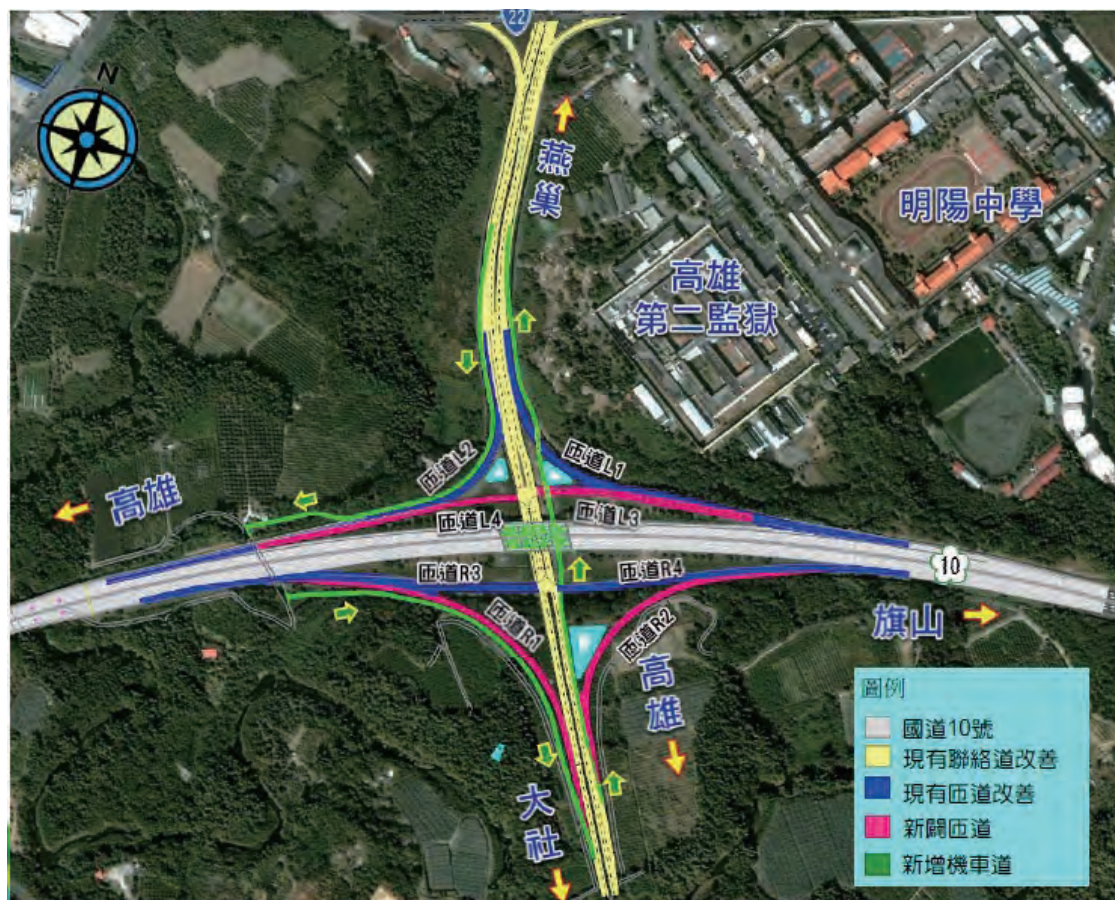 22
N
燕巢
明陽中學
高雄
第二監獄
匝道L2
匝道L1
高雄
匝道L4
匝道L3
10
匝道R3
匝道R4
旗山
匝道R1
匝道R2
高雄
大社
圖例
國道10號
現有聯絡道改善
現有匝道改善
新闢匝道
新增機車道